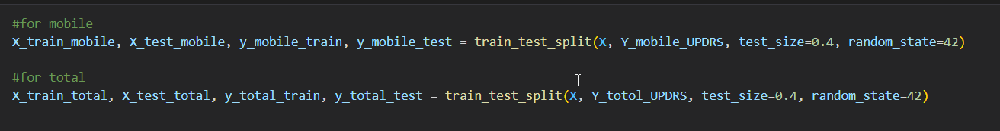 #for mobile
X_train_mobile, X_test_mobile, y_mobile_train, y_mobile_test = train_test_split(X, Y_mobile_UPDRS, test_size=0.4, random_state=42)
#for total
X_train_total, X_test_total, y_total_train, y_total_test = train_test_split(X, Y_totol_UPDRS, test_size=0.4, random_state=42)